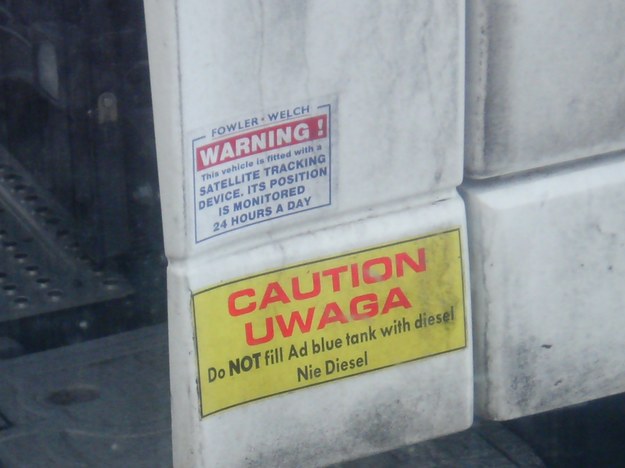 FOWLER • WELCH
WARNING !
This vehicle is fitted with a
SATELLITE TRACKING
DEVICE. ITS POSITION
IS MONITORED
24 HOURS A DAY
CAUTION
UWAGA
Do NOT fill Ad blue tank with diesel
Nie Diesel